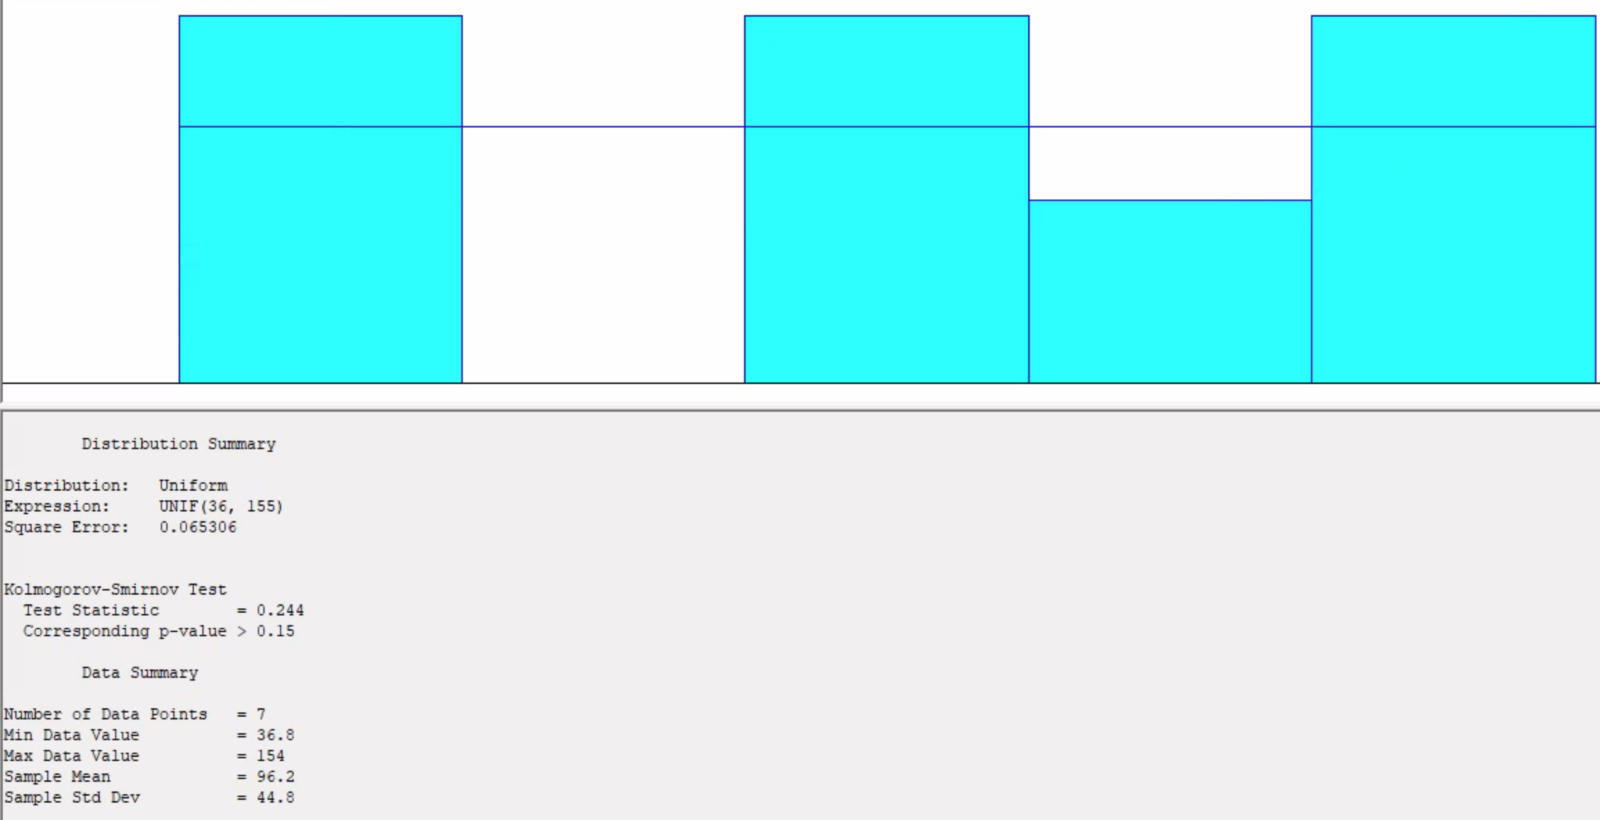 Distribution Summary
Distribution: Uniform
Expression: UNIF(36, 155)
Square Error: 0.065306
Kolmogorov-Smirnov Test
Test Statistic = 0.244
Corresponding p-value > 0.15
Data Summary
Number of Data Points = 7
Min Data Value = 36.8
Max Data Value = 154
Sample Mean = 96.2
Sample Std Dev = 44.8